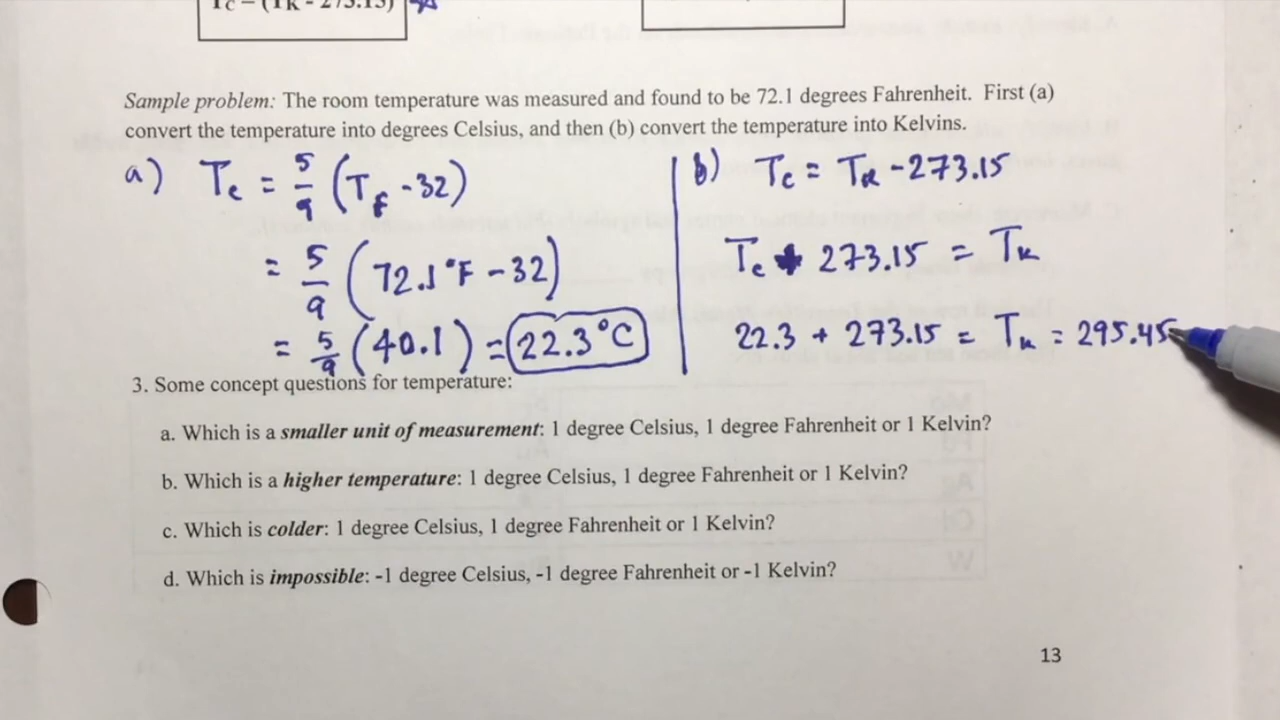 Tc = (TK - 273.15)
Sample problem: The room temperature was measured and found to be 72.1 degrees Fahrenheit. First (a)
convert the temperature into degrees Celsius, and then (b) convert the temperature into Kelvins.
a) Tc = 5/9 (TF - 32)
= 5/9 (72.1°F - 32)
= 5/9 (40.1) = 22.3°C
b) Tc = TK - 273.15
Tc + 273.15 = TK
22.3 + 273.15 = TK = 295.45
3. Some concept questions for temperature:
a. Which is a smaller unit of measurement: 1 degree Celsius, 1 degree Fahrenheit or 1 Kelvin?
b. Which is a higher temperature: 1 degree Celsius, 1 degree Fahrenheit or 1 Kelvin?
c. Which is colder: 1 degree Celsius, 1 degree Fahrenheit or 1 Kelvin?
d. Which is impossible: -1 degree Celsius, -1 degree Fahrenheit or -1 Kelvin?
13